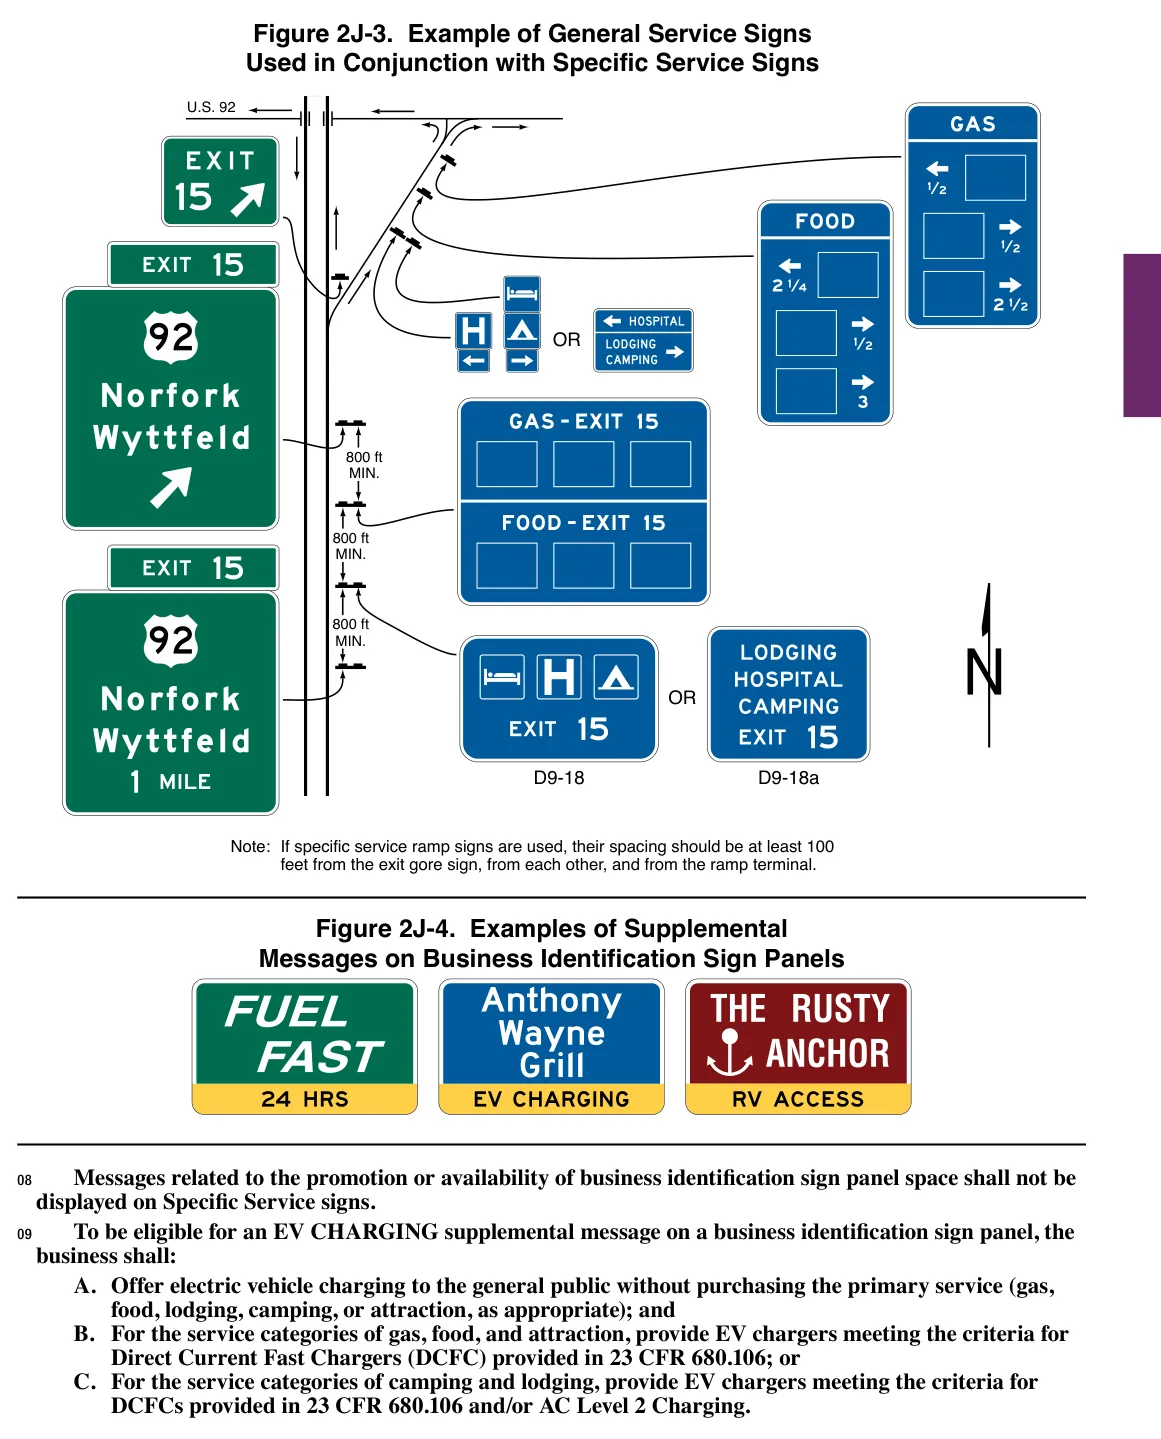 Figure 2J-3. Example of General Service Signs
Used in Conjunction with Specific Service Signs
U.S. 92
EXIT
15
EXIT 15
92
Norfork
Wyttfeld
EXIT 15
92
Norfork
Wyttfeld
1 MILE
GAS
1/2
1/2
2 1/2
FOOD
2 1/4
1/2
3
H
OR
HOSPITAL
LODGING
CAMPING
800 ft
MIN.
800 ft
MIN.
800 ft
MIN.
GAS - EXIT 15
FOOD - EXIT 15
H
EXIT 15
D9-18
OR
LODGING
HOSPITAL
CAMPING
EXIT 15
D9-18a
N
Note: If specific service ramp signs are used, their spacing should be at least 100
feet from the exit gore sign, from each other, and from the ramp terminal.
Figure 2J-4. Examples of Supplemental
Messages on Business Identification Sign Panels
FUEL
FAST
24 HRS
Anthony
Wayne
Grill
EV CHARGING
THE RUSTY
ANCHOR
RV ACCESS
08 Messages related to the promotion or availability of business identification sign panel space shall not be
displayed on Specific Service signs.
09 To be eligible for an EV CHARGING supplemental message on a business identification sign panel, the
business shall:
A. Offer electric vehicle charging to the general public without purchasing the primary service (gas,
food, lodging, camping, or attraction, as appropriate); and
B. For the service categories of gas, food, and attraction, provide EV chargers meeting the criteria for
Direct Current Fast Chargers (DCFC) provided in 23 CFR 680.106; or
C. For the service categories of camping and lodging, provide EV chargers meeting the criteria for
DCFCs provided in 23 CFR 680.106 and/or AC Level 2 Charging.